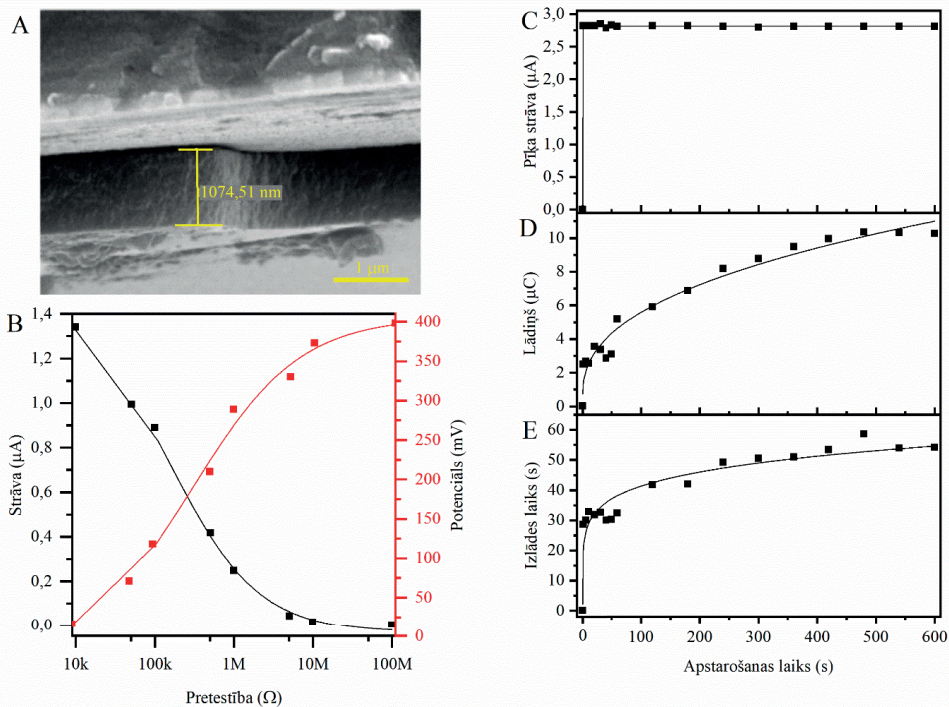 A
1074,51 nm
1 µm
B
Strāva (µA)
1,4
1,2
1,0
0,8
0,6
0,4
0,2
0,0
10k 100k 1M 10M 100M
Pretestība (Ω)
400
350
300
250
200
150
100
50
0
Potenciāls (mV)
C
Pīķa strāva (µA)
3,0
2,5
2,0
1,5
1,0
0,5
0,0
D
Lādiņš (µC)
10
8
6
4
2
0
E
Izlādes laiks (s)
60
50
40
30
20
10
0
0 100 200 300 400 500 600
Apstarošanas laiks (s)